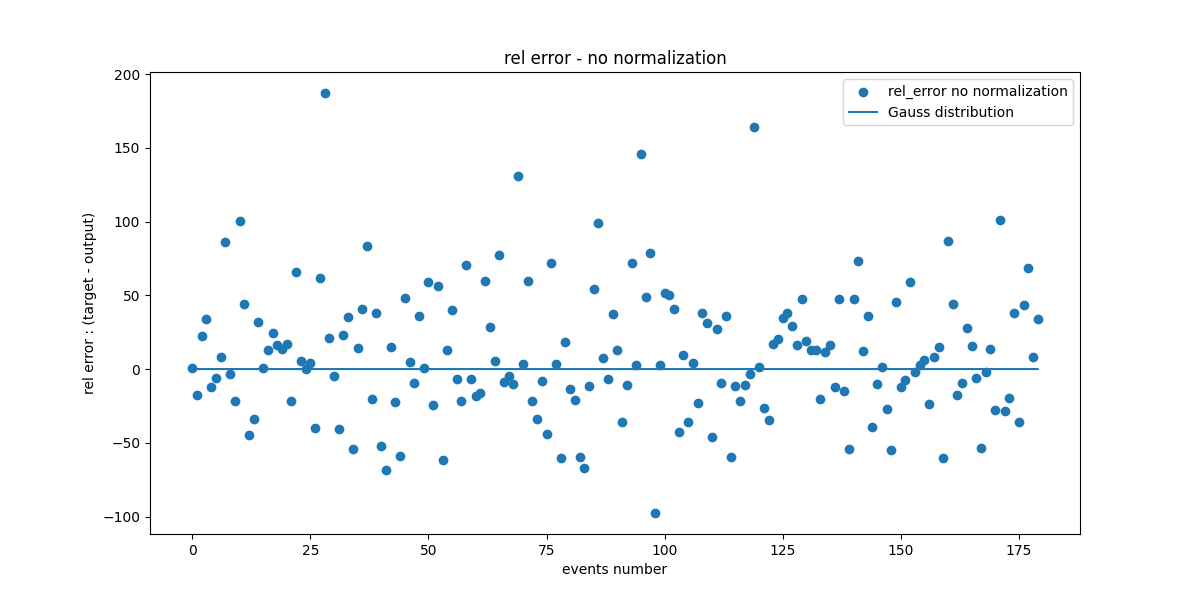 rel error - no normalization
rel_error no normalization
Gauss distribution
rel error : (target - output)
200
150
100
50
0
−50
−100
0 25 50 75 100 125 150 175
events number